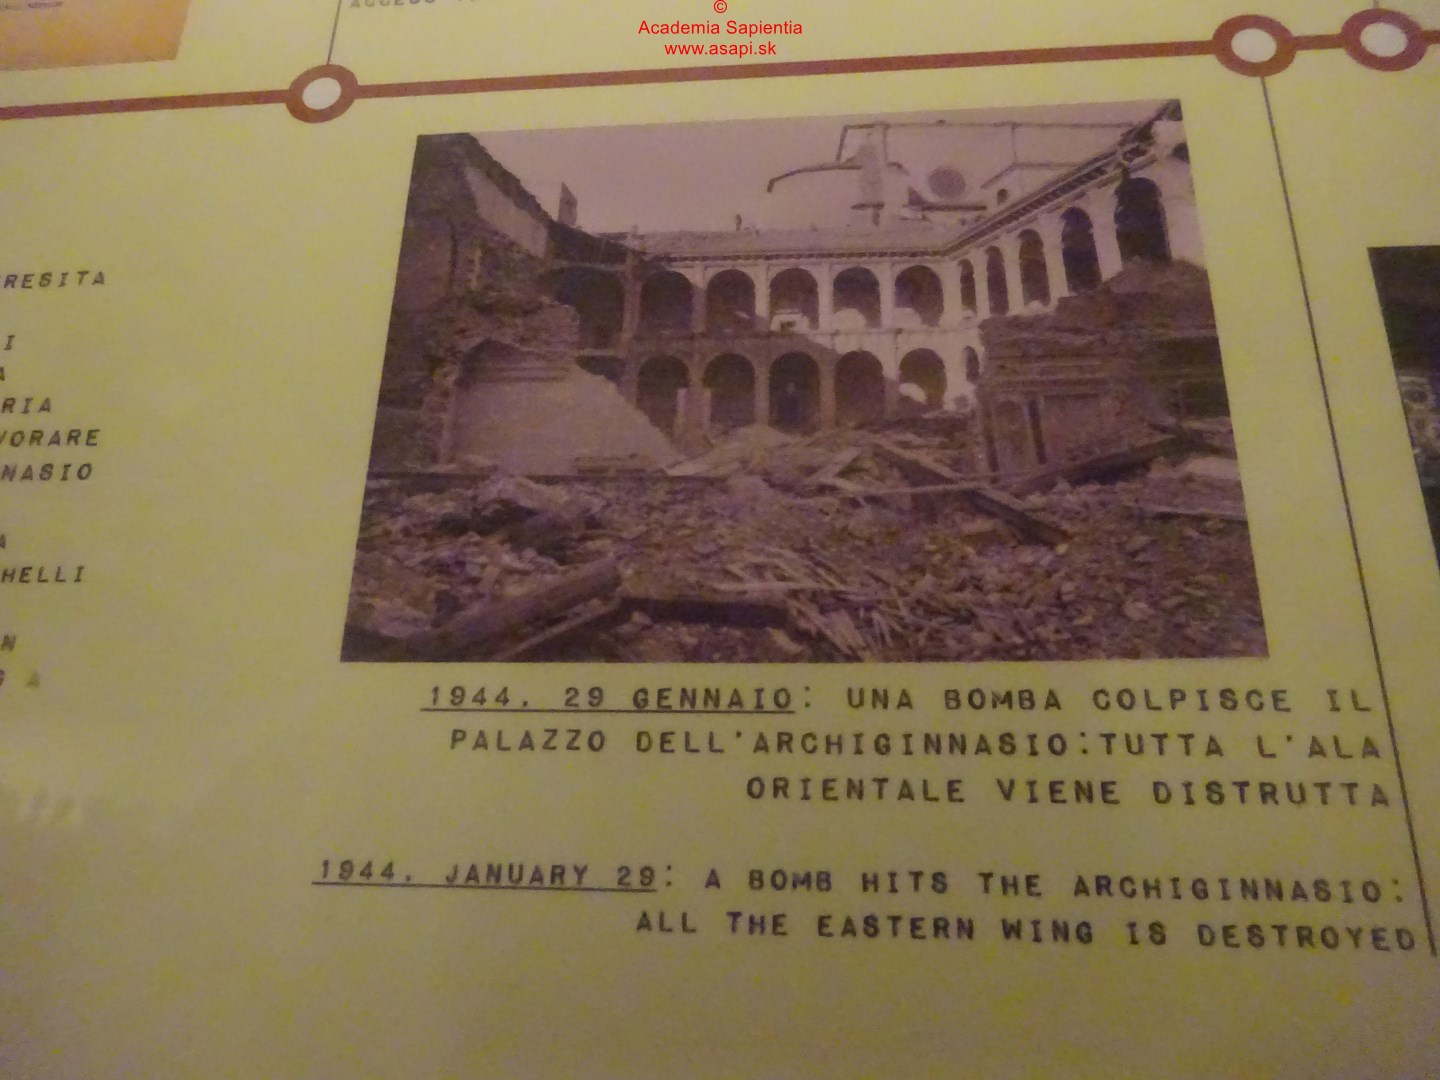 ©
Academia Sapientia
www.asapi.sk
RESITA
I
A
RIA
VORARE
NASIO
A
HELLI
N
G A
1944, 29 GENNAIO: UNA BOMBA COLPISCE IL
PALAZZO DELL'ARCHIGINNASIO:TUTTA L'ALA
ORIENTALE VIENE DISTRUTTA
1944, JANUARY 29: A BOMB HITS THE ARCHIGINNASIO:
ALL THE EASTERN WING IS DESTROYED